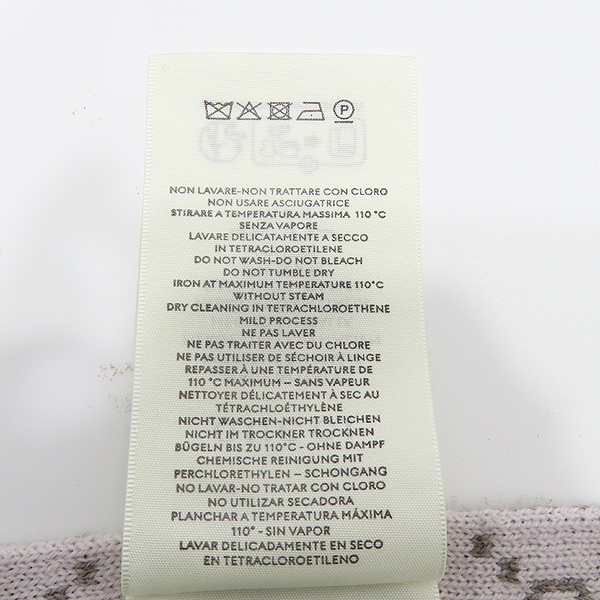 P
NON LAVARE-NON TRATTARE CON CLORO
NON USARE ASCIUGATRICE
STIRARE A TEMPERATURA MASSIMA 110 °C
SENZA VAPORE
LAVARE DELICATAMENTE A SECCO
IN TETRACLOROETILENE
DO NOT WASH-DO NOT BLEACH
DO NOT TUMBLE DRY
IRON AT MAXIMUM TEMPERATURE 110°C
WITHOUT STEAM
DRY CLEANING IN TETRACHLOROETHENE
MILD PROCESS
NE PAS LAVER
NE PAS TRAITER AVEC DU CHLORE
NE PAS UTILISER DE SÉCHOIR À LINGE
REPASSER À UNE TEMPÉRATURE DE
110 °C MAXIMUM – SANS VAPEUR
NETTOYER DÉLICATEMENT À SEC AU
TÉTRACHLOÉTHYLÈNE
NICHT WASCHEN-NICHT BLEICHEN
NICHT IM TROCKNER TROCKNEN
BÜGELN BIS ZU 110°C - OHNE DAMPF
CHEMISCHE REINIGUNG MIT
PERCHLORETHYLEN – SCHONGANG
NO LAVAR-NO TRATAR CON CLORO
NO UTILIZAR SECADORA
PLANCHAR A TEMPERATURA MÁXIMA
110° - SIN VAPOR
LAVAR DELICADAMENTE EN SECO
EN TETRACLOROETILENO